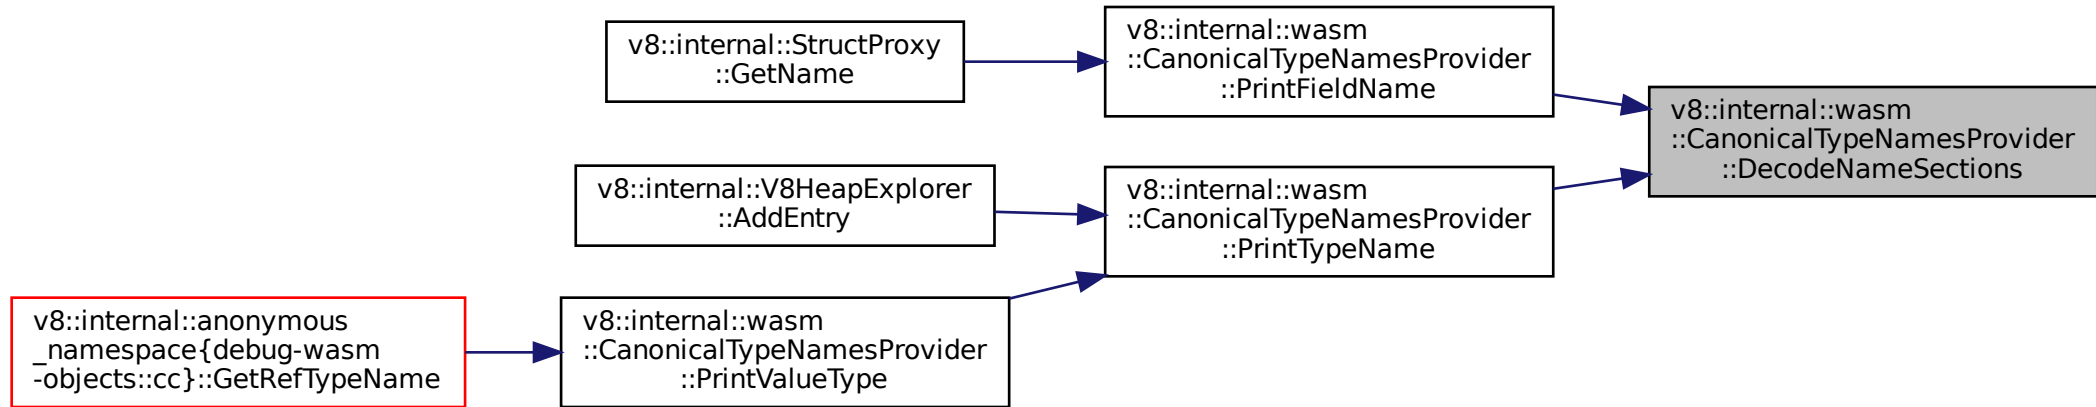 v8::internal::StructProxy
::GetName
v8::internal::wasm
::CanonicalTypeNamesProvider
::PrintFieldName
v8::internal::wasm
::CanonicalTypeNamesProvider
::DecodeNameSections
v8::internal::V8HeapExplorer
::AddEntry
v8::internal::wasm
::CanonicalTypeNamesProvider
::PrintTypeName
v8::internal::anonymous
_namespace{debug-wasm
-objects::cc}::GetRefTypeName
v8::internal::wasm
::CanonicalTypeNamesProvider
::PrintValueType